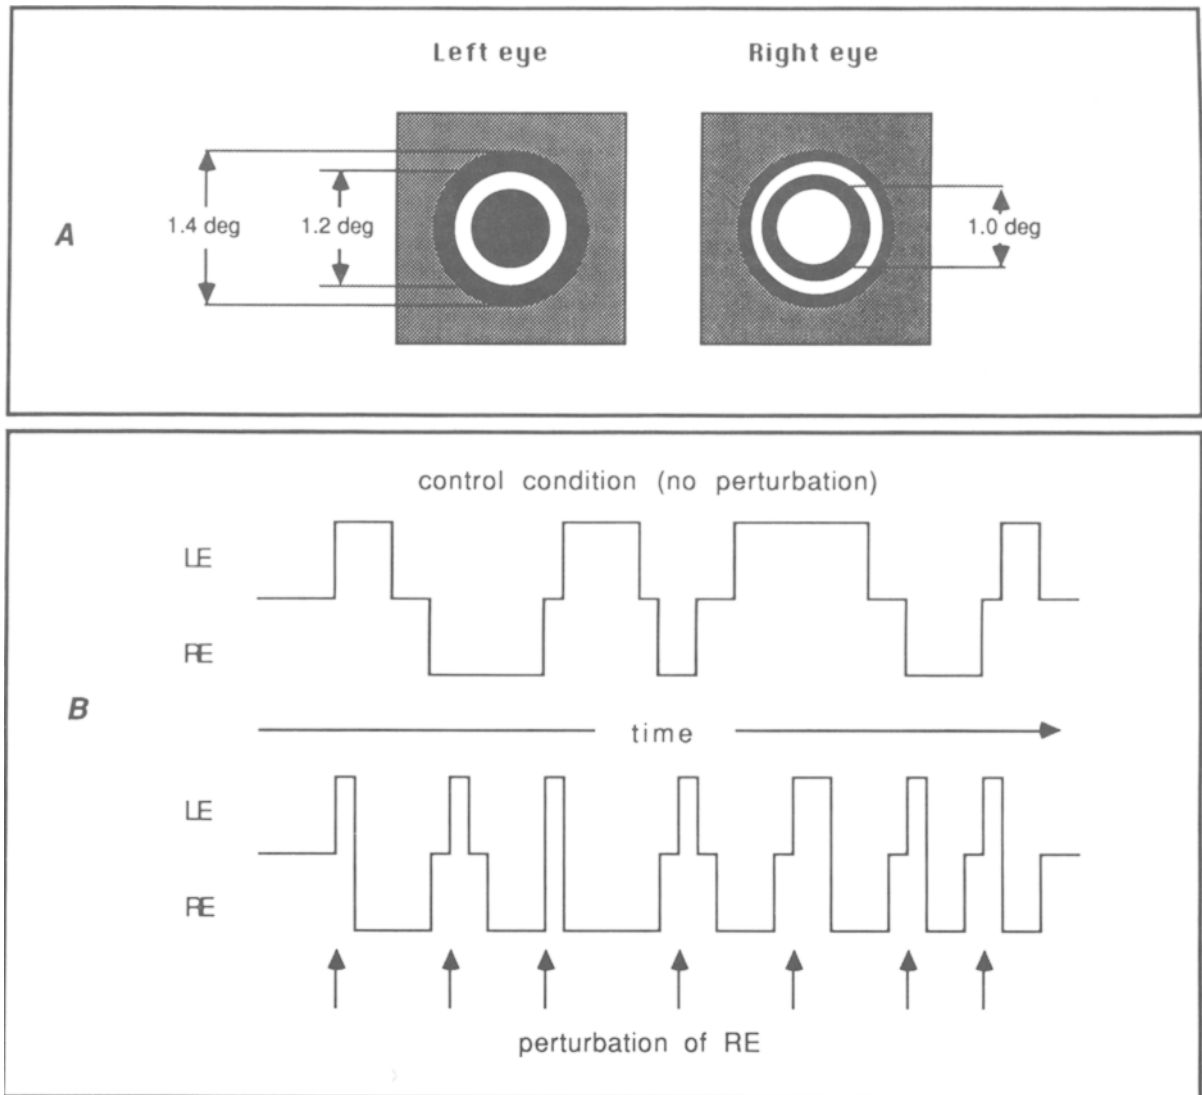 Left eye
Right eye
A
1.4 deg
1.2 deg
1.0 deg
control condition (no perturbation)
LE
RE
B
time
LE
RE
perturbation of RE